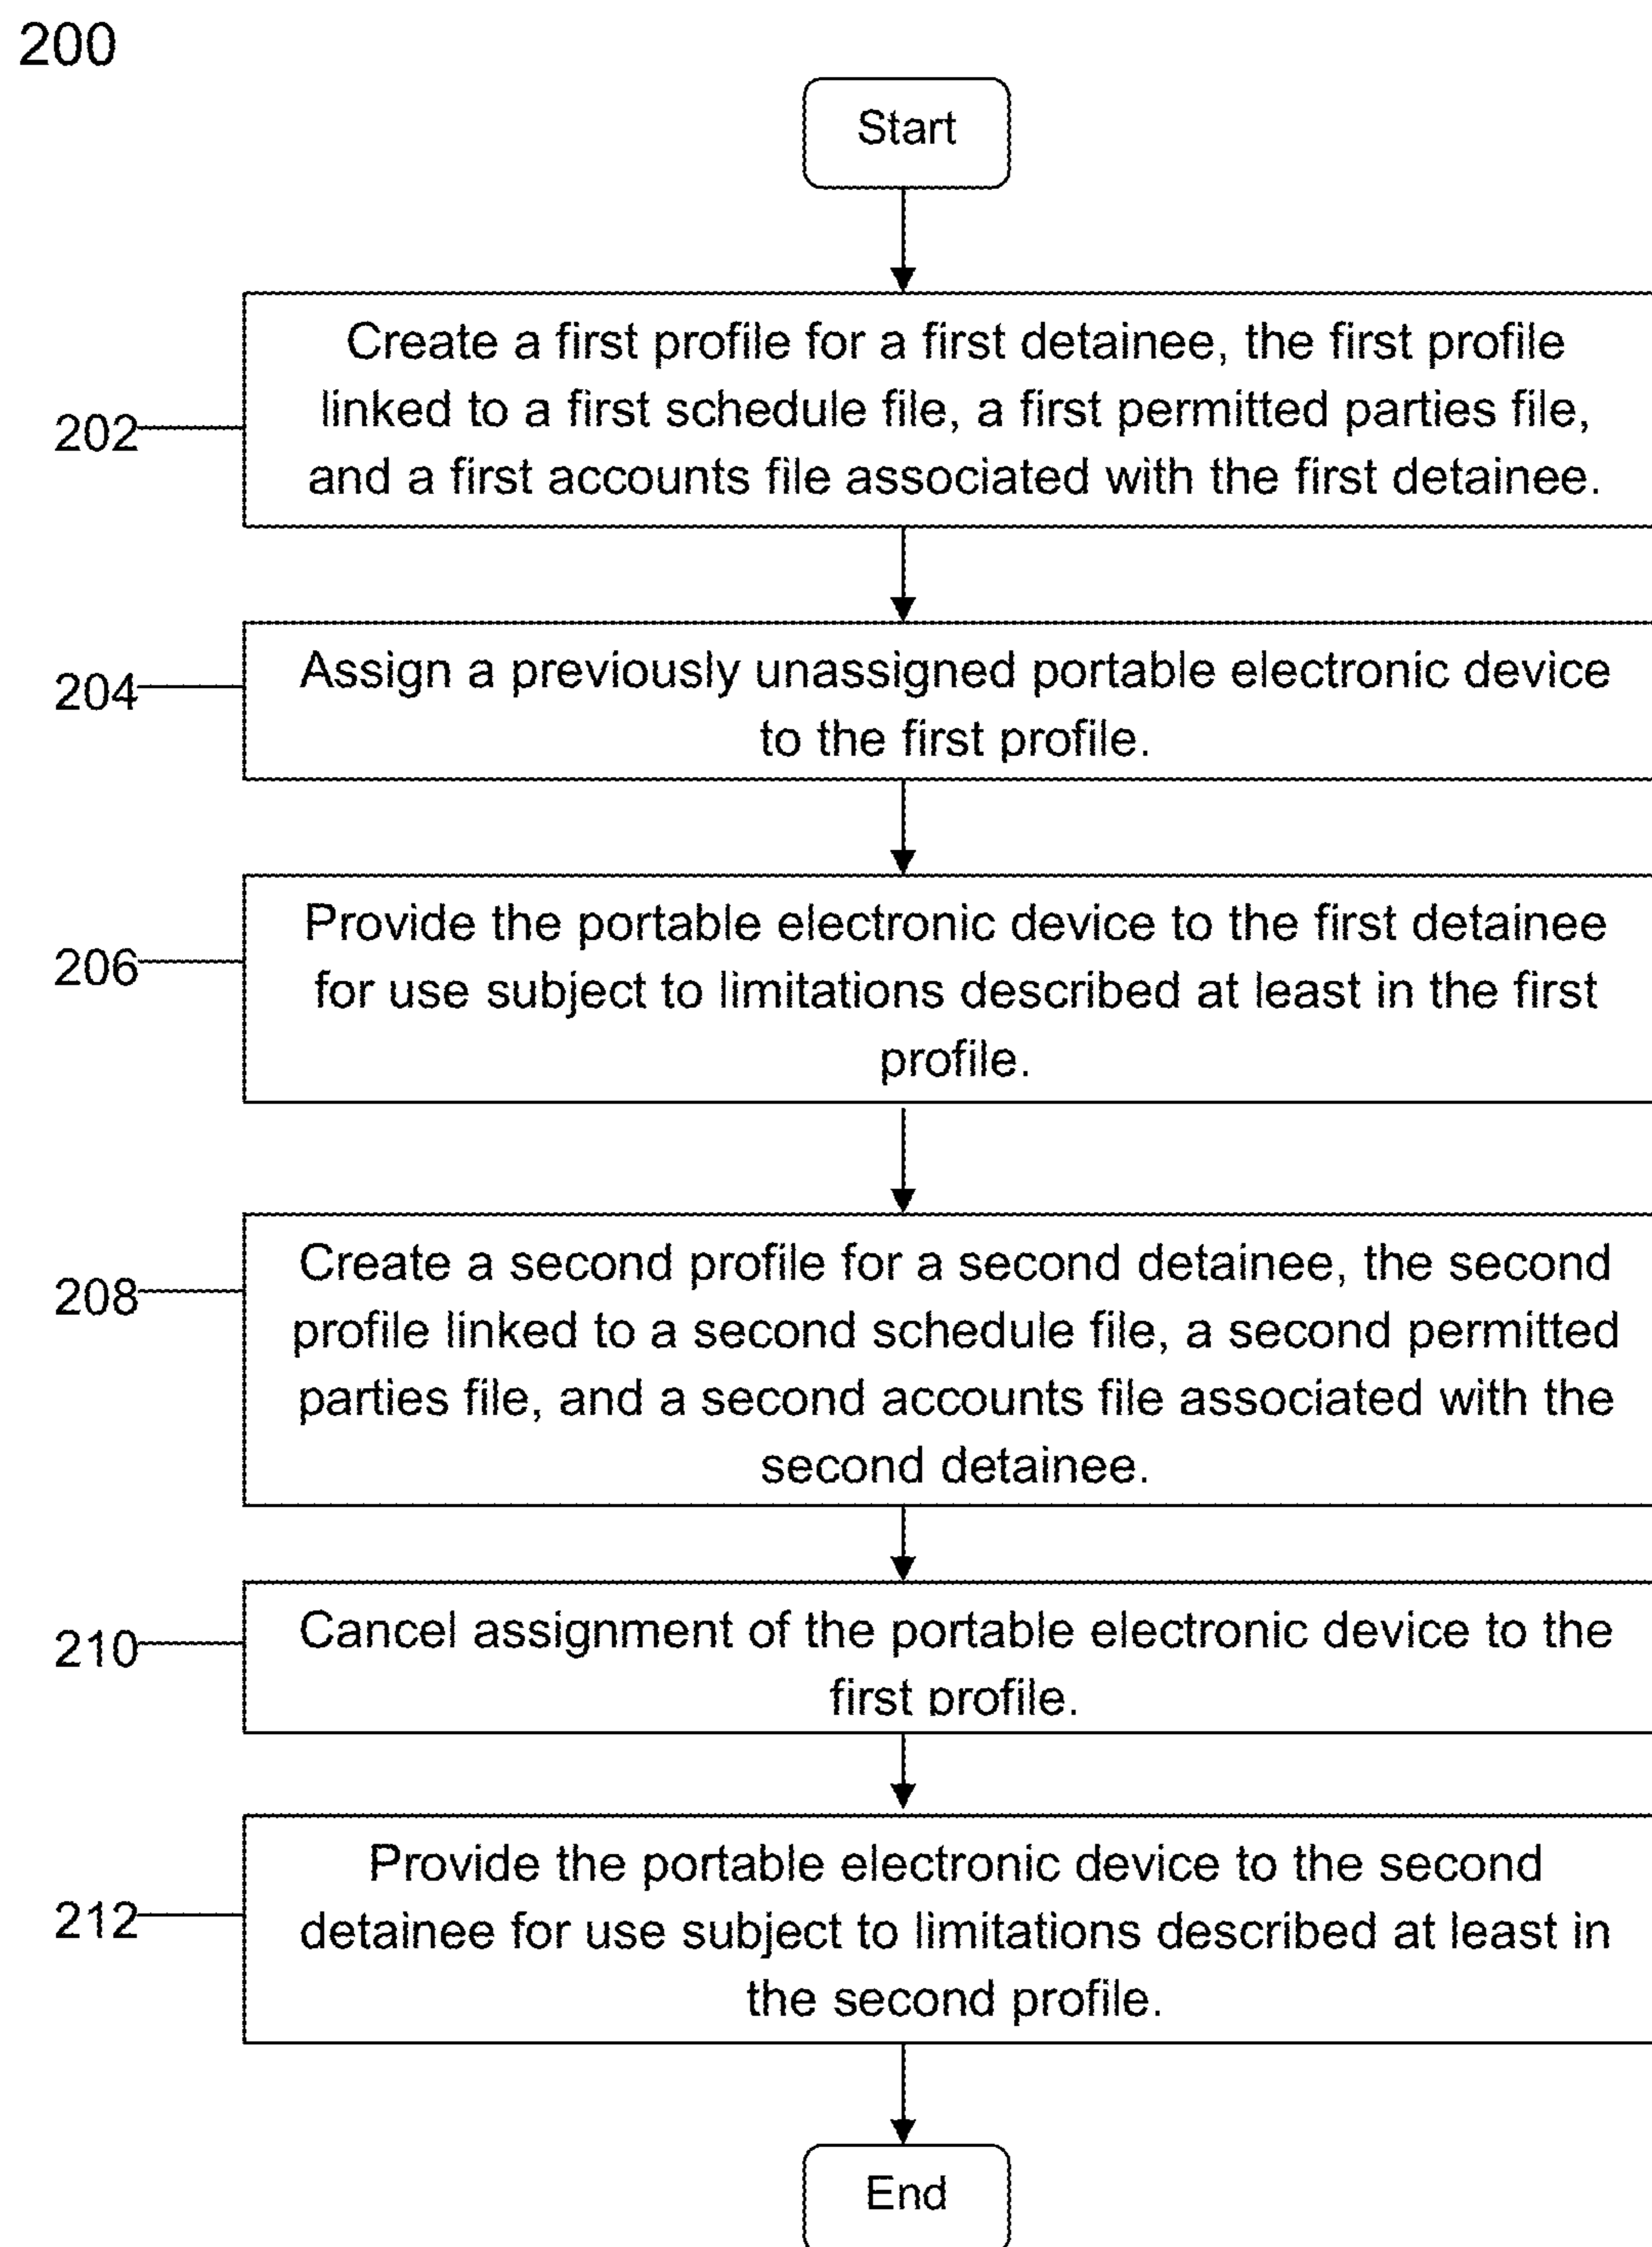 200
Start
202
Create a first profile for a first detainee, the first profile
linked to a first schedule file, a first permitted parties file,
and a first accounts file associated with the first detainee.
204
Assign a previously unassigned portable electronic device
to the first profile.
206
Provide the portable electronic device to the first detainee
for use subject to limitations described at least in the first
profile.
208
Create a second profile for a second detainee, the second
profile linked to a second schedule file, a second permitted
parties file, and a second accounts file associated with the
second detainee.
210
Cancel assignment of the portable electronic device to the
first profile.
212
Provide the portable electronic device to the second
detainee for use subject to limitations described at least in
the second profile.
End